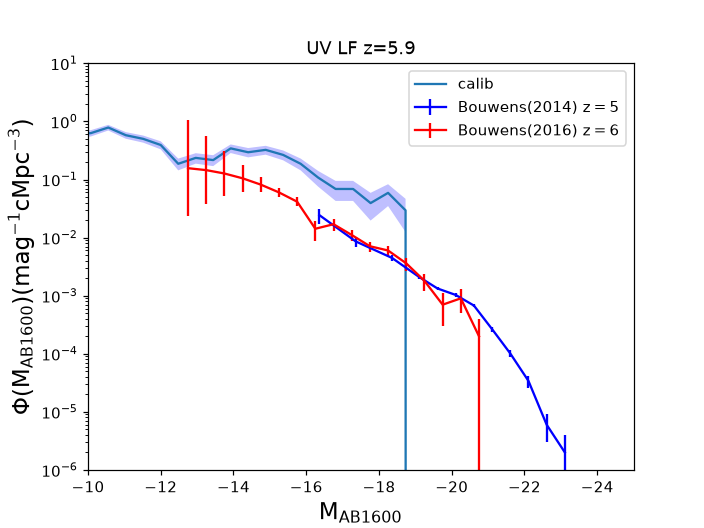 UV LF z=5.9
calib
Bouwens(2014) z = 5
Bouwens(2016) z = 6
Φ(M_AB1600)(mag⁻¹cMpc⁻³)
10¹
10⁰
10⁻¹
10⁻²
10⁻³
10⁻⁴
10⁻⁵
10⁻⁶
−10 −12 −14 −16 −18 −20 −22 −24
M_AB1600